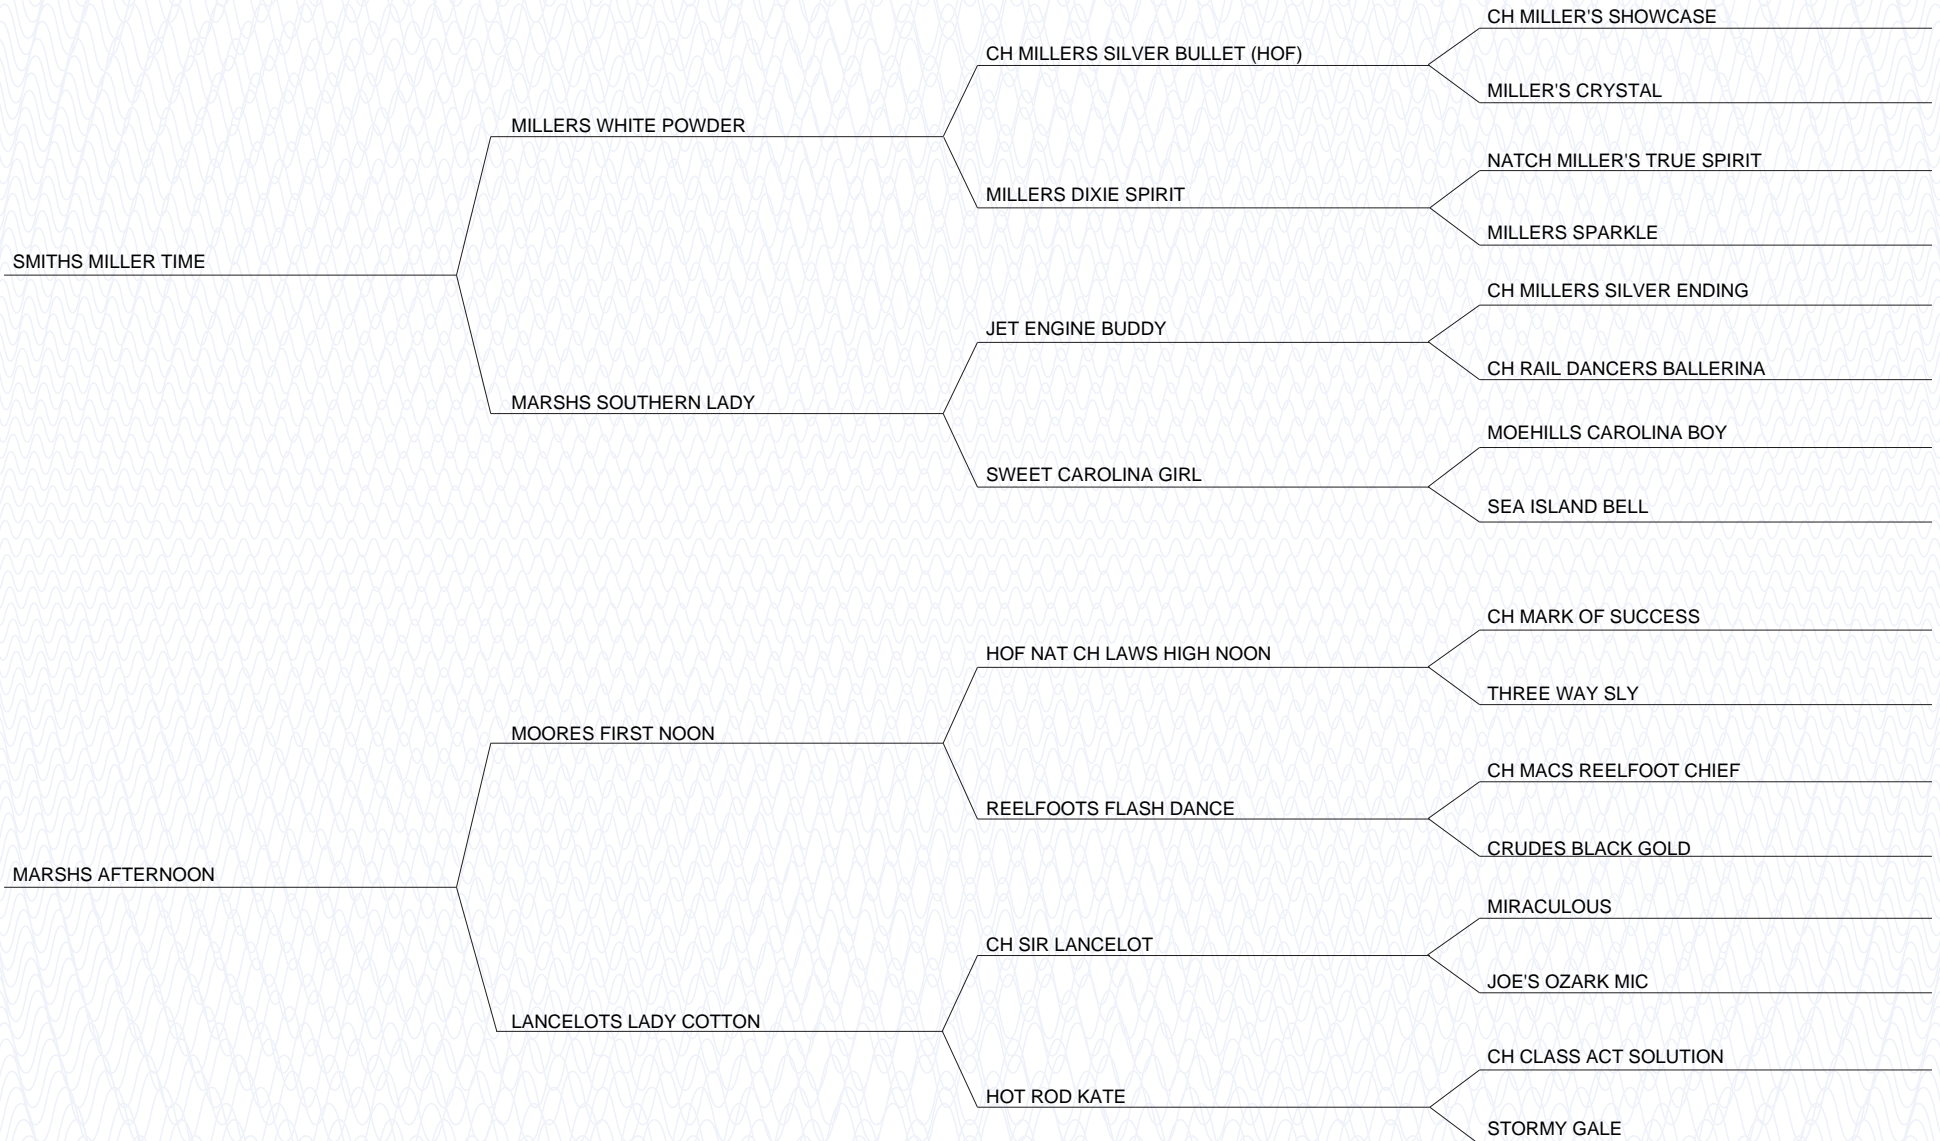 CH MILLER'S SHOWCASE
CH MILLERS SILVER BULLET (HOF)
MILLER'S CRYSTAL
MILLERS WHITE POWDER
NATCH MILLER'S TRUE SPIRIT
MILLERS DIXIE SPIRIT
MILLERS SPARKLE
SMITHS MILLER TIME
CH MILLERS SILVER ENDING
JET ENGINE BUDDY
CH RAIL DANCERS BALLERINA
MARSHS SOUTHERN LADY
MOEHILLS CAROLINA BOY
SWEET CAROLINA GIRL
SEA ISLAND BELL
CH MARK OF SUCCESS
HOF NAT CH LAWS HIGH NOON
THREE WAY SLY
MOORES FIRST NOON
CH MACS REELFOOT CHIEF
REELFOOTS FLASH DANCE
CRUDES BLACK GOLD
MARSHS AFTERNOON
MIRACULOUS
CH SIR LANCELOT
JOE'S OZARK MIC
LANCELOTS LADY COTTON
CH CLASS ACT SOLUTION
HOT ROD KATE
STORMY GALE